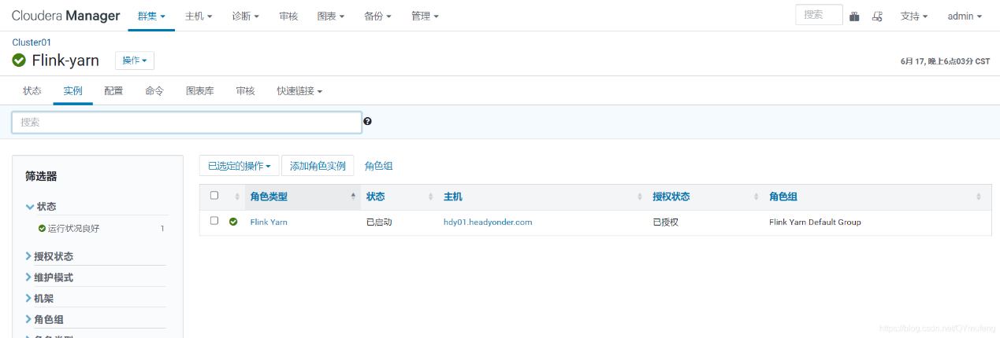 Cloudera Manager 群集 主机 诊断 审核 图表 备份 管理 搜索 支持 admin
Cluster01
Flink-yarn 操作 6月 17, 晚上6点03分 CST
状态 实例 配置 命令 图表库 审核 快速链接
搜索
筛选器
状态
运行状况良好 1
授权状态
维护模式
机架
角色组
角色类型
已选定的操作 添加角色实例 角色组
角色类型 状态 主机 授权状态 角色组
Flink Yarn 已启动 hdy01.headyonder.com 已授权 Flink Yarn Default Group
https://blog.csdn.net/QYmufeng